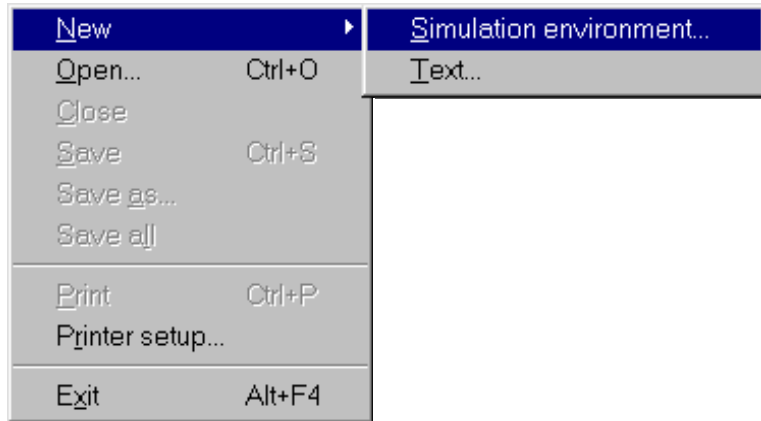 New
Simulation environment...
Open... Ctrl+O
Text...
Close
Save Ctrl+S
Save as...
Save all
Print Ctrl+P
Printer setup...
Exit Alt+F4